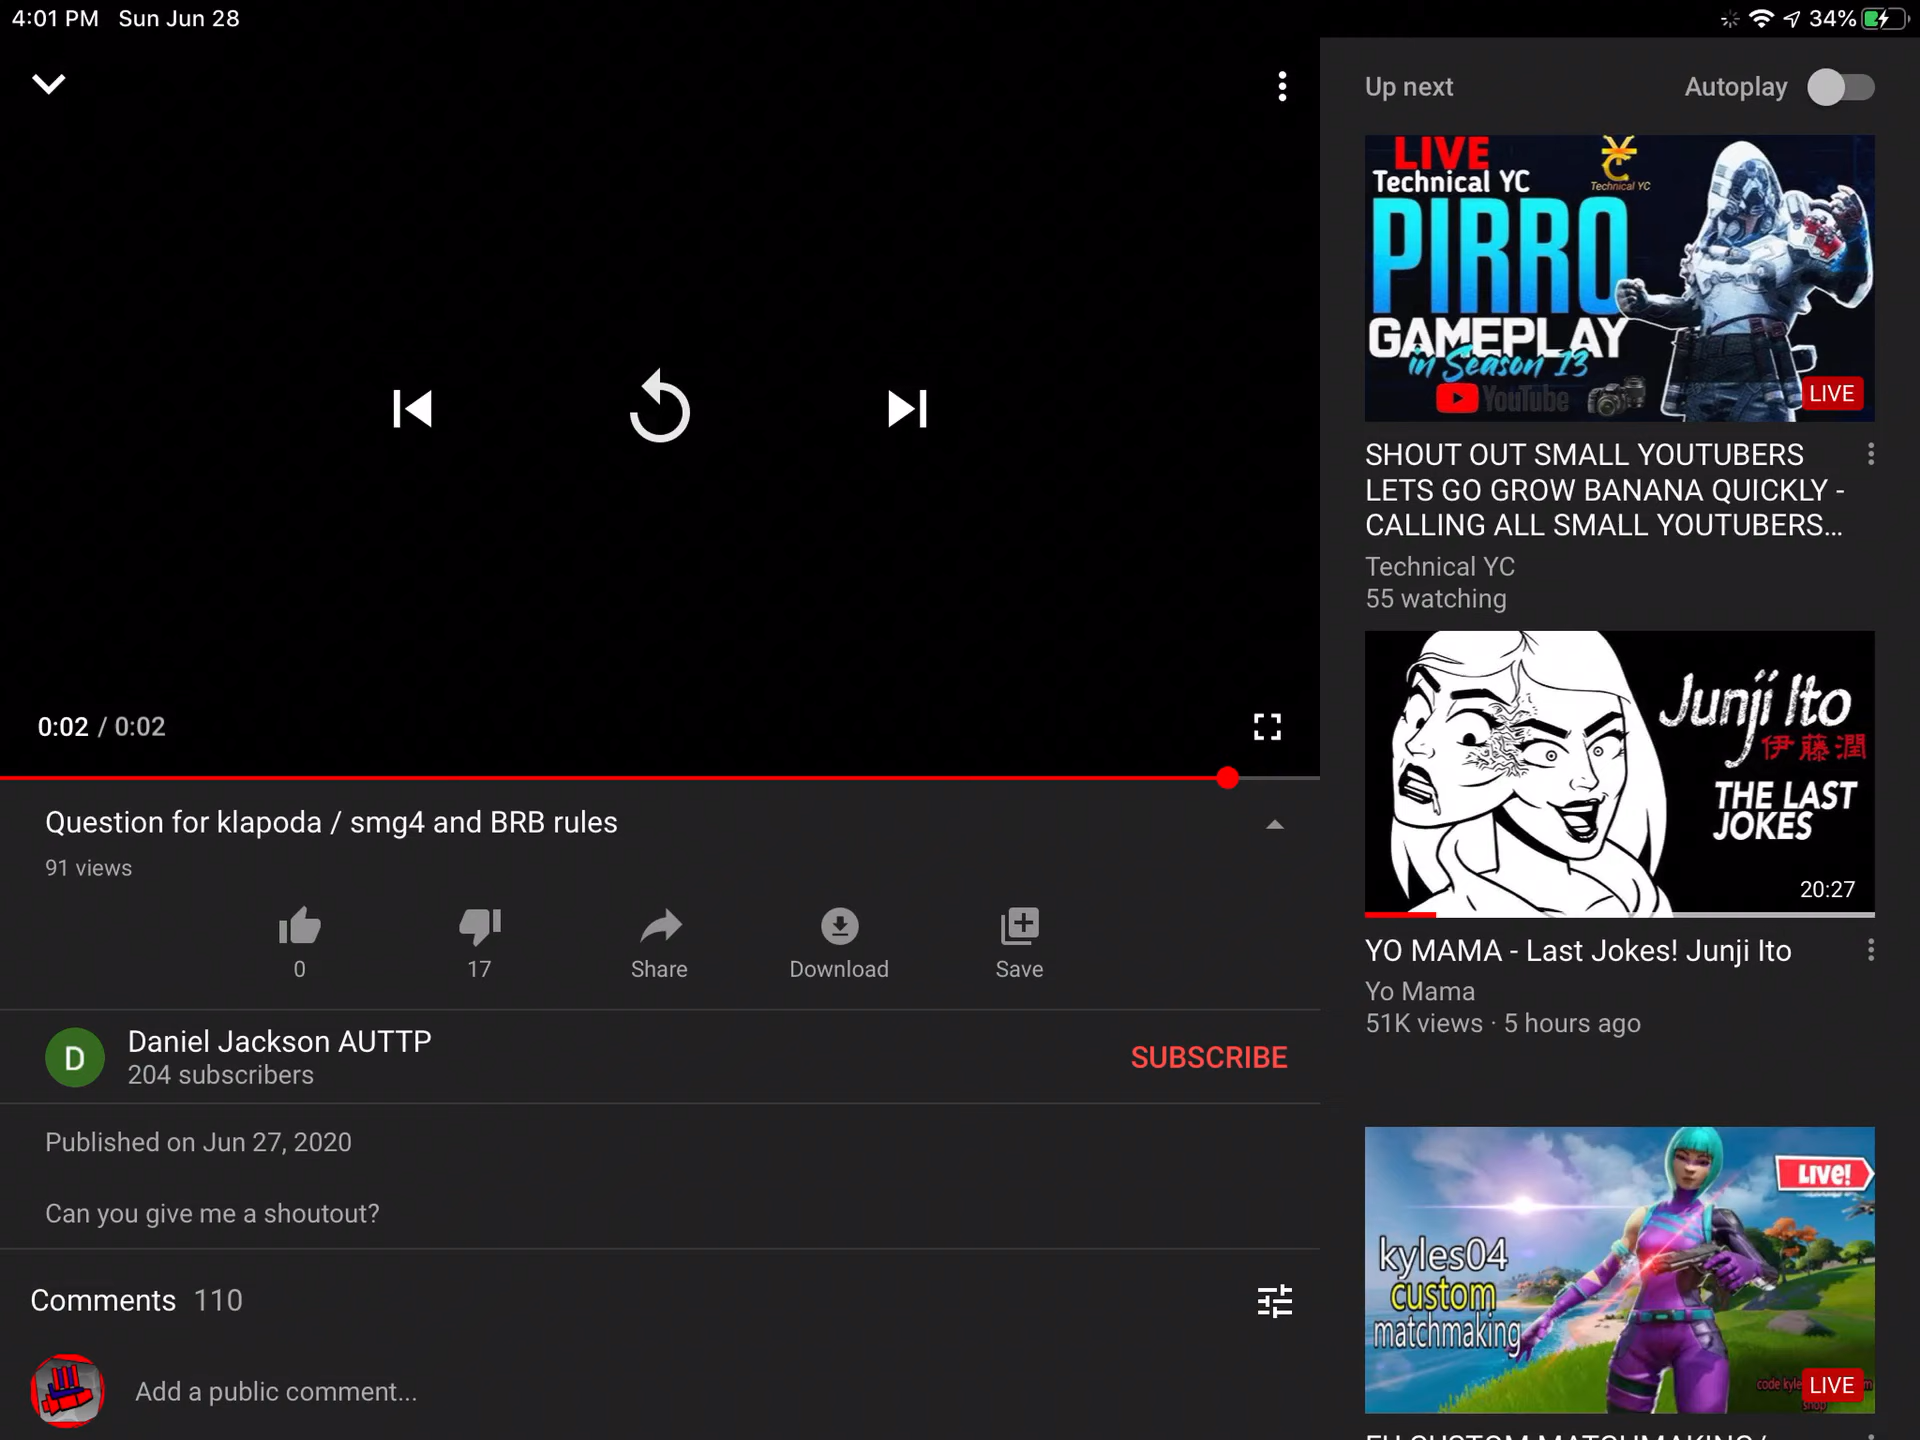 4:01 PM Sun Jun 28
34%
Up next
Autoplay
LIVE
Technical YC
Technical YC
PIRRO
GAMEPLAY
in Season 13
YouTube
LIVE
SHOUT OUT SMALL YOUTUBERS
LETS GO GROW BANANA QUICKLY -
CALLING ALL SMALL YOUTUBERS...
Technical YC
55 watching
Junji Ito
伊藤潤
THE LAST
JOKES
20:27
YO MAMA - Last Jokes! Junji Ito
Yo Mama
51K views · 5 hours ago
LIVE!
kyles04
custom
matchmaking
code kyle
shop
LIVE
0:02 / 0:02
Question for klapoda / smg4 and BRB rules
91 views
0
17
Share
Download
Save
D
Daniel Jackson AUTTP
204 subscribers
SUBSCRIBE
Published on Jun 27, 2020
Can you give me a shoutout?
Comments 110
Add a public comment...